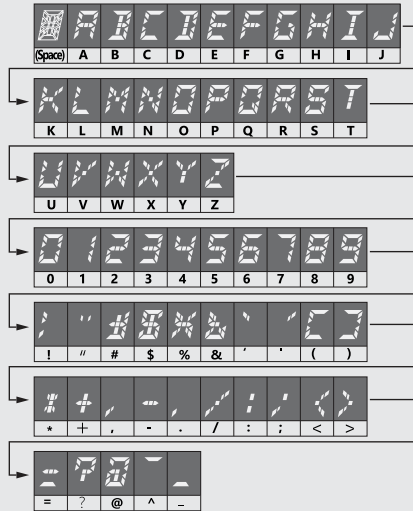 (Space) A B C D E F G H I J
K L M N O P Q R S T
U V W X Y Z
0 1 2 3 4 5 6 7 8 9
! " # $ % & ' ' ( )
* + , - . / : ; < >
= ? @ ^ _